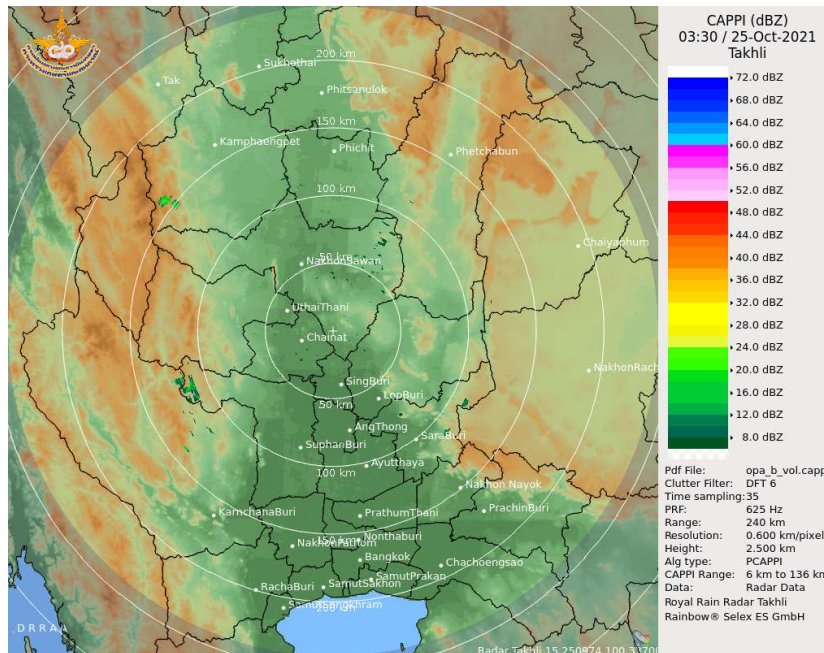 CAPPI (dBZ)
03:30 / 25-Oct-2021
Takhli
72.0 dBZ
68.0 dBZ
64.0 dBZ
60.0 dBZ
56.0 dBZ
52.0 dBZ
48.0 dBZ
44.0 dBZ
40.0 dBZ
36.0 dBZ
32.0 dBZ
28.0 dBZ
24.0 dBZ
20.0 dBZ
16.0 dBZ
12.0 dBZ
8.0 dBZ
Pdf File: opa_b_vol.capp
Clutter Filter: DFT 6
Time sampling:35
PRF: 625 Hz
Range: 240 km
Resolution: 0.600 km/pixel
Height: 2.500 km
Alg type: PCAPPI
CAPPI Range: 6 km to 136 km
Data: Radar Data
Royal Rain Radar Takhli
Rainbow® Selex ES GmbH
200 km
Sukhothai
Tak
Phitsanulok
150 km
Kamphaengpet
Phichit
Phetchabun
100 km
Chaiyaphum
50 km
NakhonSawan
UthaiThani
Chainat
NakhonRach
SingBuri
LopBuri
50 km
AngThong
SaraBuri
SuphanBuri
Ayutthaya
100 km
Nakhon Nayok
KanchanaBuri
PrathumThani
PrachinBuri
150 km
Nonthaburi
NakhonPathom
Bangkok
Chachoengsao
SamutPrakan
RachaBuri
SamutSakhon
SamutSongkhram
200 km
D R R A A